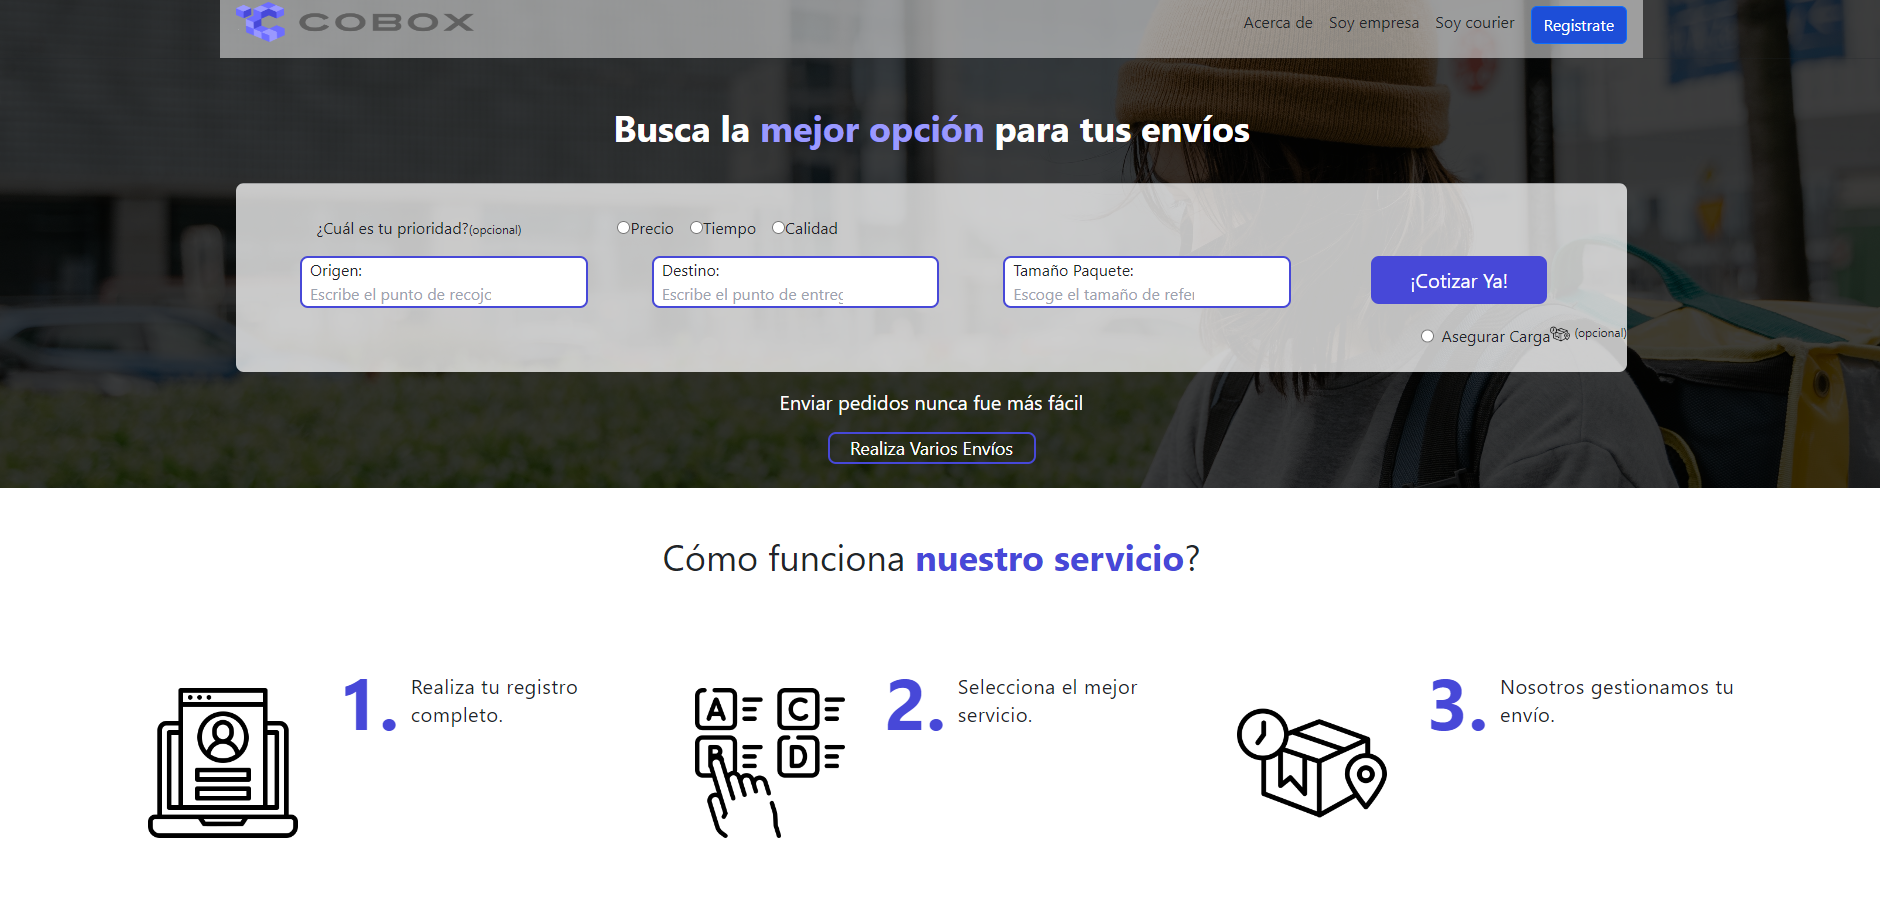 COBOX
Acerca de Soy empresa Soy courier Registrate
Busca la mejor opción para tus envíos
¿Cuál es tu prioridad?(opcional) Precio Tiempo Calidad
Origen:
Escribe el punto de recojo
Destino:
Escribe el punto de entreg
Tamaño Paquete:
Escoge el tamaño de refer
¡Cotizar Ya!
Asegurar Carga (opcional)
Enviar pedidos nunca fue más fácil
Realiza Varios Envíos
Cómo funciona nuestro servicio?
1. Realiza tu registro
completo.
A C
B D
2. Selecciona el mejor
servicio.
3. Nosotros gestionamos tu
envío.